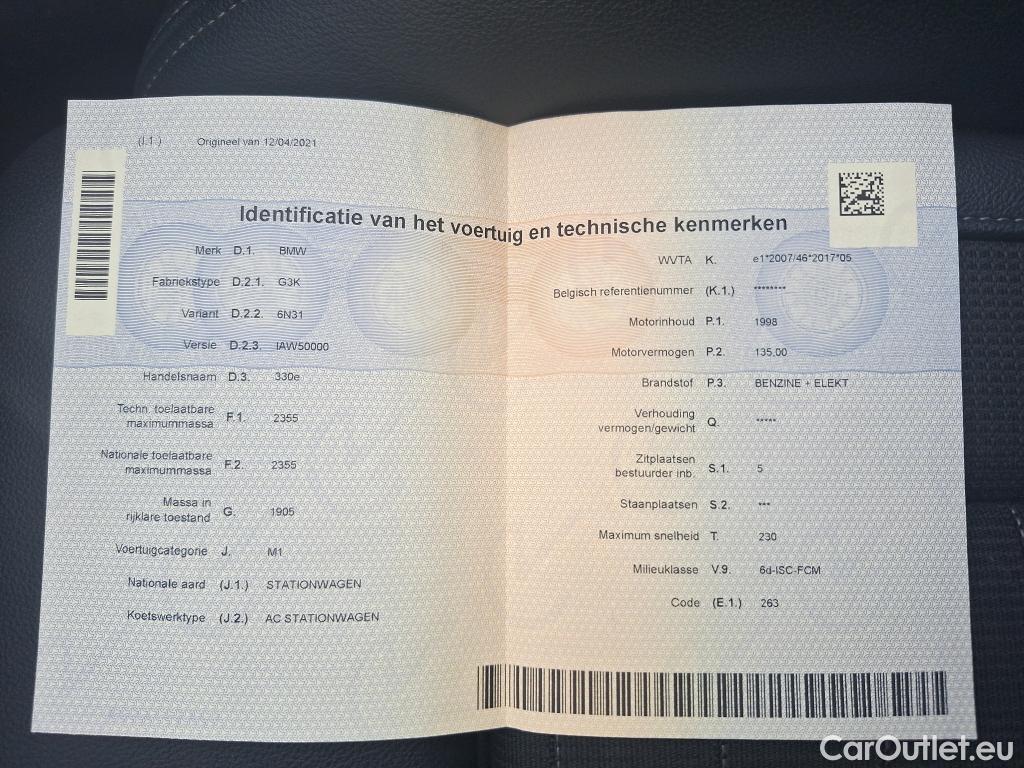 (I.1.) Origineel van 12/04/2021
Identificatie van het voertuig en technische kenmerken
Merk D.1. BMW
Fabriekstype D.2.1. G3K
Variant D.2.2. 6N31
Versie D.2.3. IAW50000
Handelsnaam D.3. 330e
Techn. toelaatbare
maximummassa F.1. 2355
Nationale toelaatbare
maximummassa F.2. 2355
Massa in
rijklare toestand G. 1905
Voertuigcategorie J. M1
Nationale aard (J.1.) STATIONWAGEN
Koetswerktype (J.2.) AC STATIONWAGEN
WVTA K. e1*2007/46*2017*05
Belgisch referentienummer (K.1.) ********
Motorinhoud P.1. 1998
Motorvermogen P.2. 135.00
Brandstof P.3. BENZINE + ELEKT
Verhouding
vermogen/gewicht Q. *****
Zitplaatsen
bestuurder inb. S.1. 5
Staanplaatsen S.2. ***
Maximum snelheid T. 230
Milieuklasse V.9. 6d-ISC-FCM
Code (E.1.) 263
CarOutlet.eu